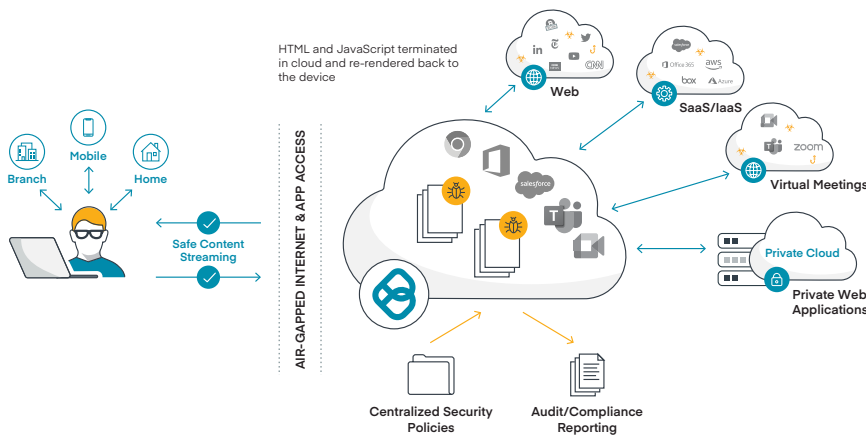 HTML and JavaScript terminated
in cloud and re-rendered back to
the device
in
CNN
Web
salesforce
Office 365
aws
box
Azure
SaaS/IaaS
Branch
Mobile
Home
Safe Content
Streaming
AIR-GAPPED INTERNET & APP ACCESS
salesforce
T
T
zoom
Virtual Meetings
Private Cloud
Private Web
Applications
Centralized Security
Policies
Audit/Compliance
Reporting